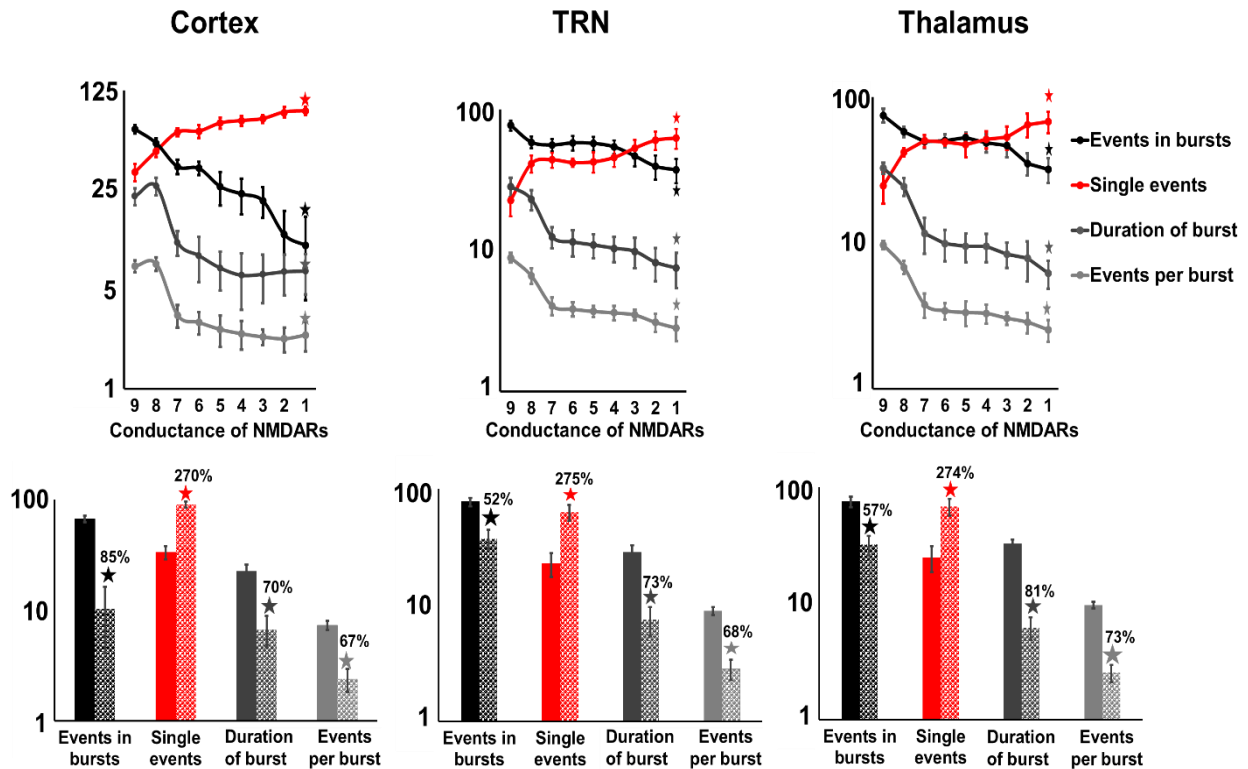 Cortex
TRN
Thalamus
125
25
5
1
9 8 7 6 5 4 3 2 1
Conductance of NMDARs
100
10
1
9 8 7 6 5 4 3 2 1
Conductance of NMDARs
100
10
1
9 8 7 6 5 4 3 2 1
Conductance of NMDARs
Events in bursts
Single events
Duration of burst
Events per burst
100
10
1
85%
270%
70%
67%
Events in
bursts
Single
events
Duration
of burst
Events
per burst
100
10
1
52%
275%
73%
68%
Events in
bursts
Single
events
Duration
of burst
Events
per burst
100
10
1
57%
274%
81%
73%
Events in
bursts
Single
events
Duration
of burst
Events
per burst